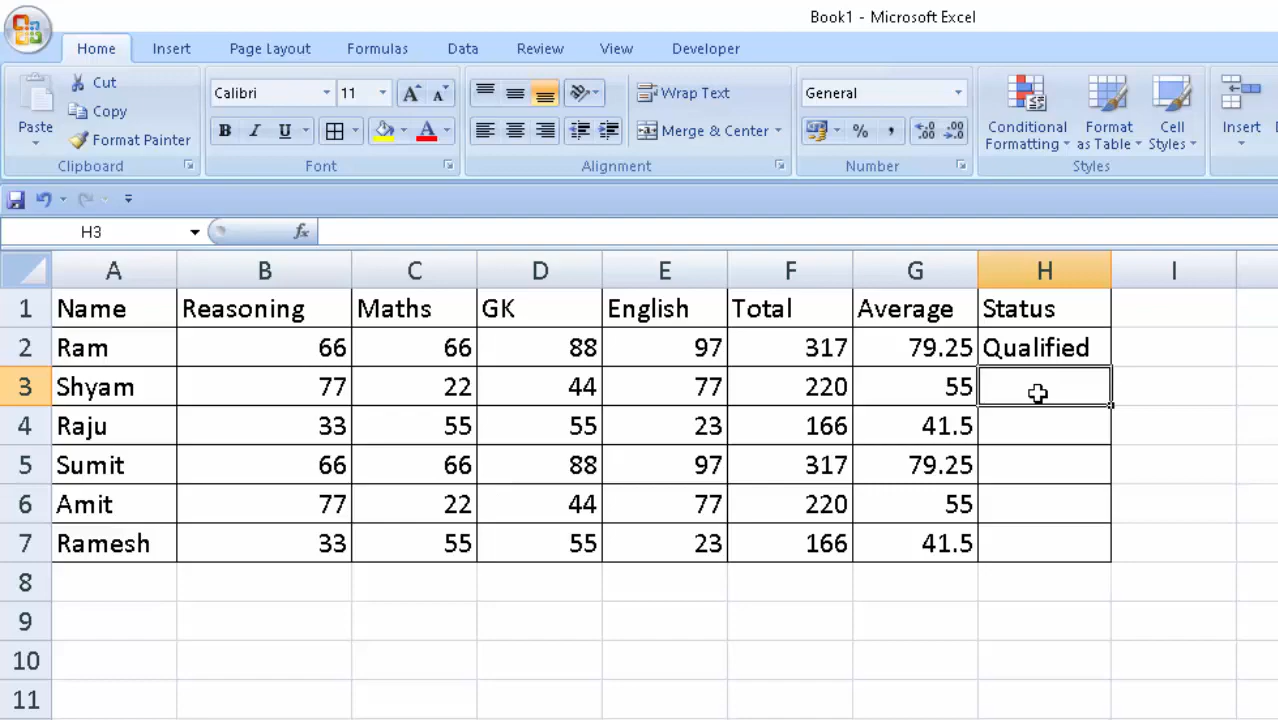 Book1 - Microsoft Excel
Home Insert Page Layout Formulas Data Review View Developer
Paste
Cut
Copy
Format Painter
Clipboard
Calibri 11
B I U
Font
Wrap Text
Merge & Center
Alignment
General
% , .0 .00 .00 .0
Number
Conditional Formatting
Format as Table
Cell Styles
Styles
Insert
H3 fx
A B C D E F G H I
1 Name Reasoning Maths GK English Total Average Status
2 Ram 66 66 88 97 317 79.25 Qualified
3 Shyam 77 22 44 77 220 55
4 Raju 33 55 55 23 166 41.5
5 Sumit 66 66 88 97 317 79.25
6 Amit 77 22 44 77 220 55
7 Ramesh 33 55 55 23 166 41.5
8
9
10
11